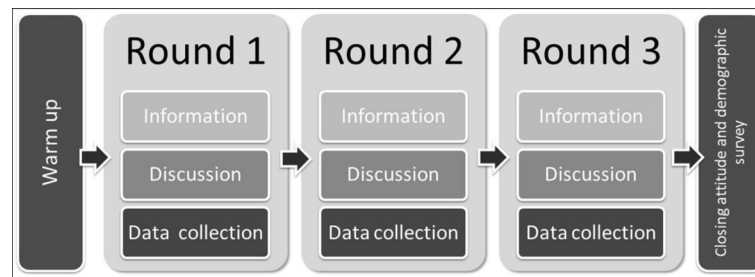 Warm up
Round 1
Information
Discussion
Data collection
Round 2
Information
Discussion
Data collection
Round 3
Information
Discussion
Data collection
Closing attitude and demographic
survey